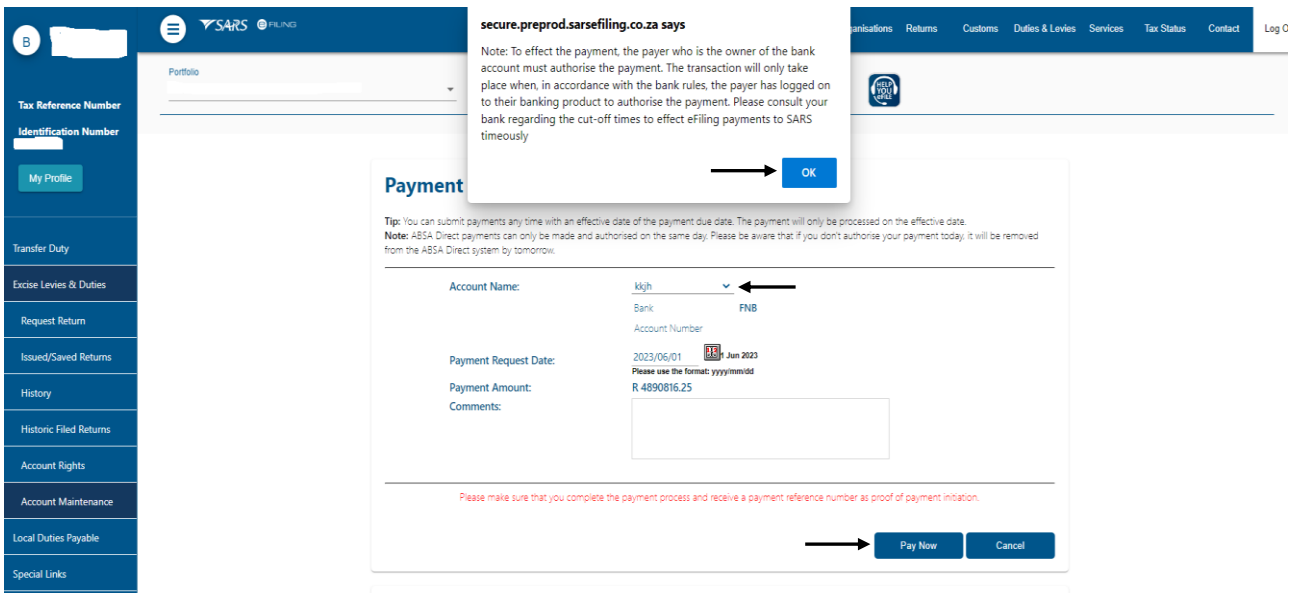 B
SARS eFILING
secure.preprod.sarsefiling.co.za says
Note: To effect the payment, the payer who is the owner of the bank
account must authorise the payment. The transaction will only take
place when, in accordance with the bank rules, the payer has logged on
to their banking product to authorise the payment. Please consult your
bank regarding the cut-off times to effect eFiling payments to SARS
timeously
OK
Returns Customs Duties & Levies Services Tax Status Contact Log O
Portfolio
HELP YOU eFILE
Tax Reference Number
Identification Number
My Profile
Transfer Duty
Excise Levies & Duties
Request Return
Issued/Saved Returns
History
Historic Filed Returns
Account Rights
Account Maintenance
Local Duties Payable
Special Links
Payment
Tip: You can submit payments any time with an effective date of the payment due date. The payment will only be processed on the effective date.
Note: ABSA Direct payments can only be made and authorised on the same day. Please be aware that if you don't authorise your payment today, it will be removed
from the ABSA Direct system by tomorrow.
Account Name: kkjh
Bank FNB
Account Number
Payment Request Date: 2023/06/01 1 Jun 2023
Please use the format: yyyy/mm/dd
Payment Amount: R 4890816.25
Comments:
Please make sure that you complete the payment process and receive a payment reference number as proof of payment initiation.
Pay Now Cancel